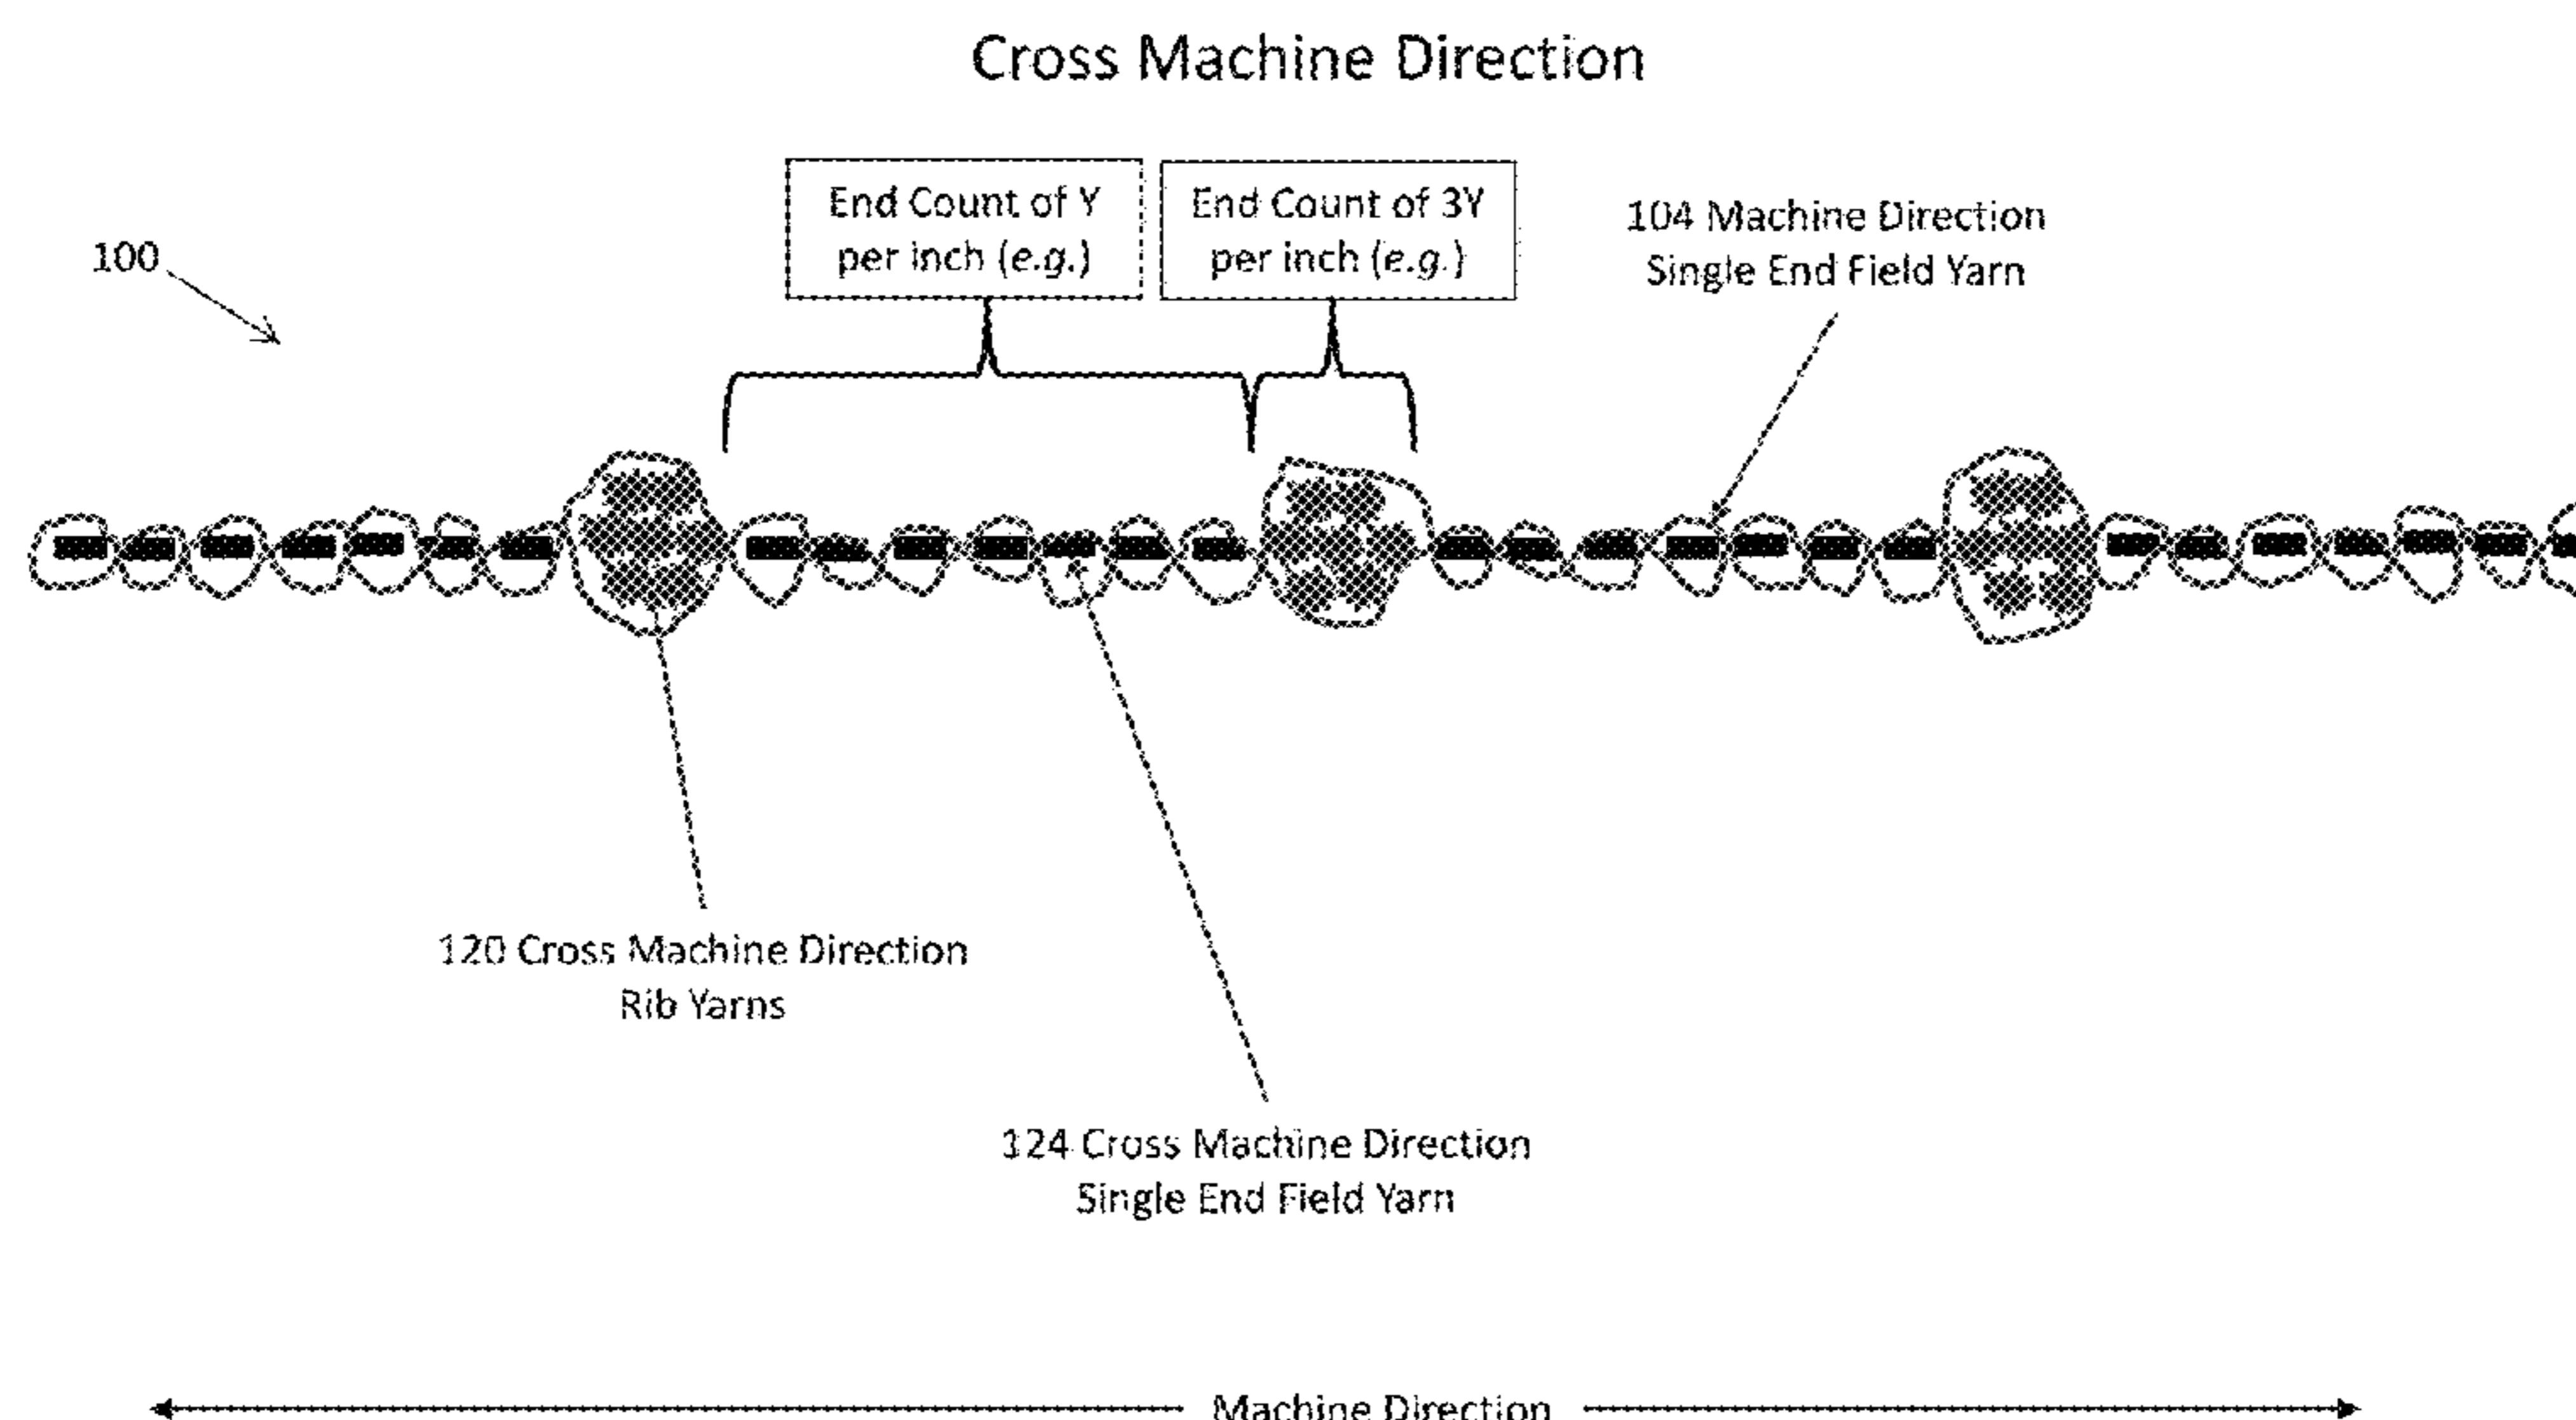 Cross Machine Direction
End Count of Y
per inch (e.g.)
End Count of 3Y
per inch (e.g.)
104 Machine Direction
Single End Field Yarn
100
120 Cross Machine Direction
Rib Yarns
124 Cross Machine Direction
Single End Field Yarn
Machine Direction